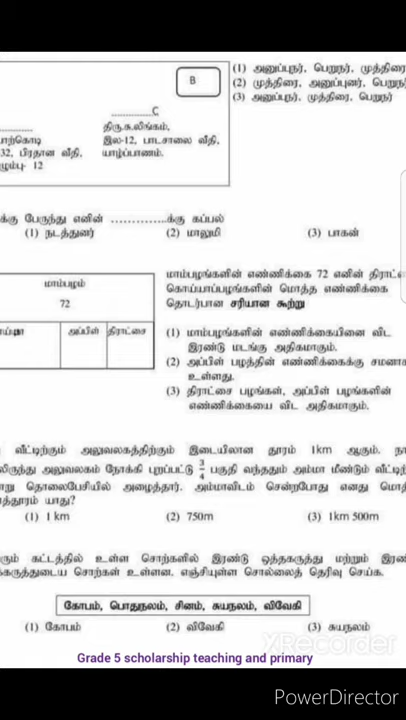 B
(1) அனுப்புநர், பெறுநர், முத்திரை
(2) முத்திரை, அனுப்புனர், பெறுநர்
(3) அனுப்புநர், முத்திரை, பெறுநர்
................C
திரு.சு.லிங்கம்,
இல-12, பாடசாலை வீதி,
32, பிரதான வீதி, யாழ்ப்பாணம்.
12
க்கு பேருந்து எனின் ..............க்கு கப்பல்
(1) நடத்துனர் (2) மாலுமி (3) பாகன்
மாம்பழம்
72
அப்பிள் திராட்சை
மாம்பழங்களின் எண்ணிக்கை 72 எனின்
கொய்யாப்பழங்களின் மொத்த எண்ணிக்கை
தொடர்பான சரியான கூற்று
(1) மாம்பழங்களின் எண்ணிக்கையினை விட
இரண்டு மடங்கு அதிகமாகும்.
(2) அப்பிள் பழத்தின் எண்ணிக்கைக்கு
உள்ளது.
(3) திராட்சை பழங்கள், அப்பிள் பழங்களின்
எண்ணிக்கையை விட அதிகமாகும்.
வீட்டிற்கும் அலுவலகத்திற்கும் இடையிலான தூரம் 1km ஆகும்.
அலுவலகம் நோக்கி புறப்பட்டு 3/4 பகுதி வந்ததும் அம்மா மீண்டும்
தொலைபேசியில் அழைத்தார். அம்மாவிடம் சென்றபோது எனது
யாது?
(1) 1 km (2) 750m (3) 1km 500m
கட்டத்தில் உள்ள சொற்களில் இரண்டு ஒத்தகருத்து மற்றும்
சொற்கள் உள்ளன. எஞ்சியுள்ள சொல்லைத் தெரிவு செய்க.
கோபம், பொதுநலம், சினம், சுயநலம், விவேகி
(1) கோபம் (2) விவேகி (3) சுயநலம்
XRecorder
Grade 5 scholarship teaching and primary
PowerDirector